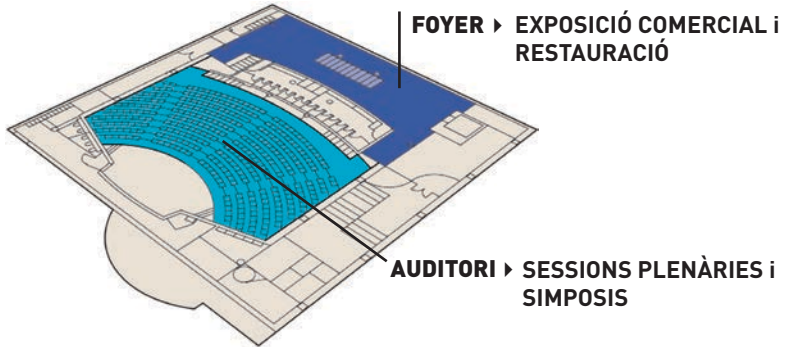 FOYER ▸ EXPOSICIÓ COMERCIAL i
RESTAURACIÓ
AUDITORI ▸ SESSIONS PLENÀRIES i
SIMPOSIS